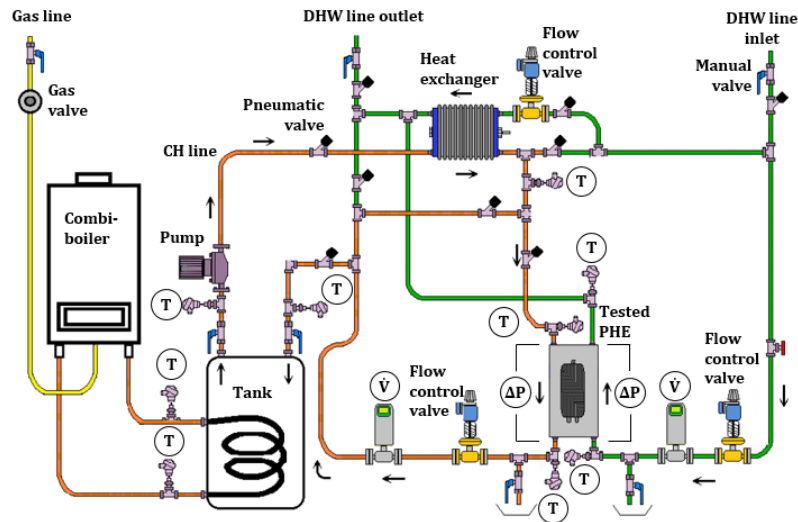 Gas line
DHW line outlet
DHW line
inlet
Flow
control
valve
Heat
exchanger
Manual
valve
Gas
valve
Pneumatic
valve
CH line
T
Combi-
boiler
Pump
T
T
T
T
Tested
PHE
T
Flow
control
valve
Tank
V̇
Flow
control
valve
ΔP
ΔP
V̇
T
T
T